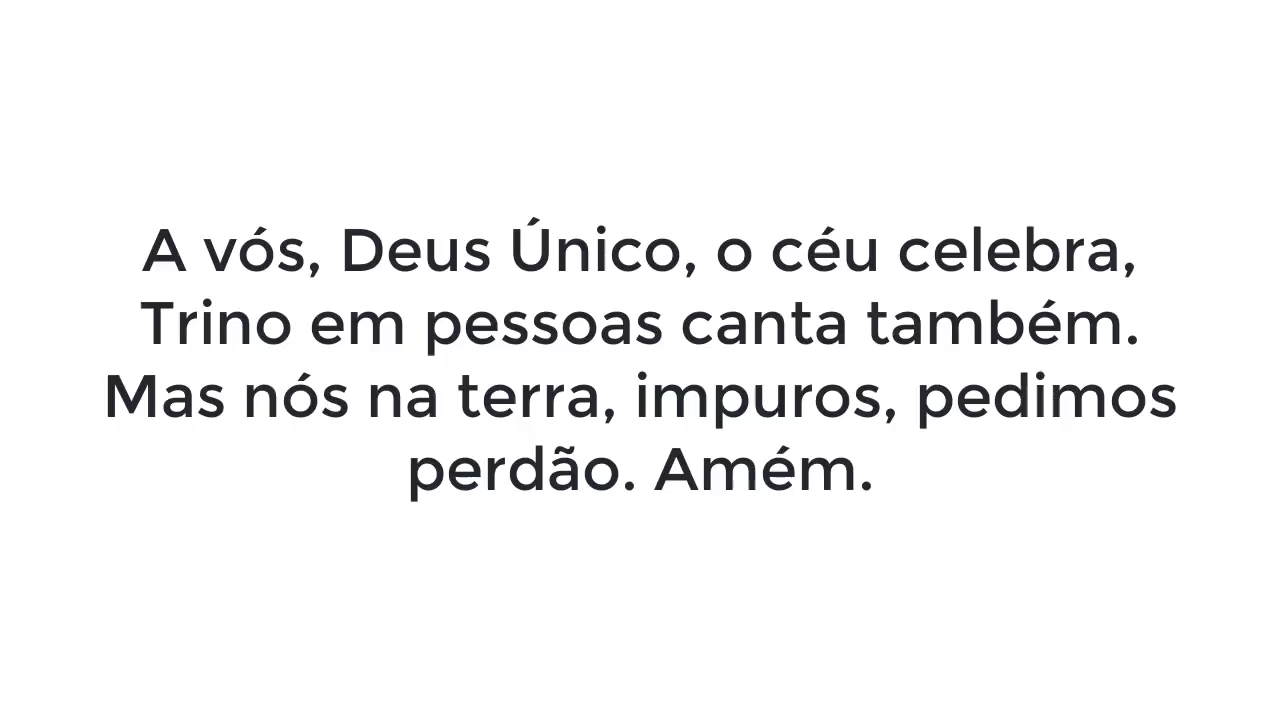 A vós, Deus Único, o céu celebra,
Trino em pessoas canta também.
Mas nós na terra, impuros, pedimos
perdão. Amém.